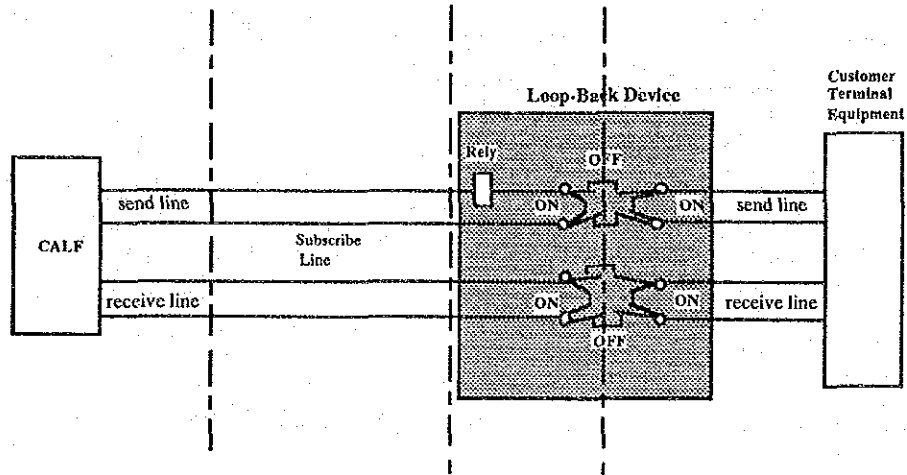 Customer
Terminal
Equipment
Loop-Back Device
Rely
OFF
ON
ON
send line
send line
CALF
Subscribe
Line
ON
ON
receive line
receive line
OFF